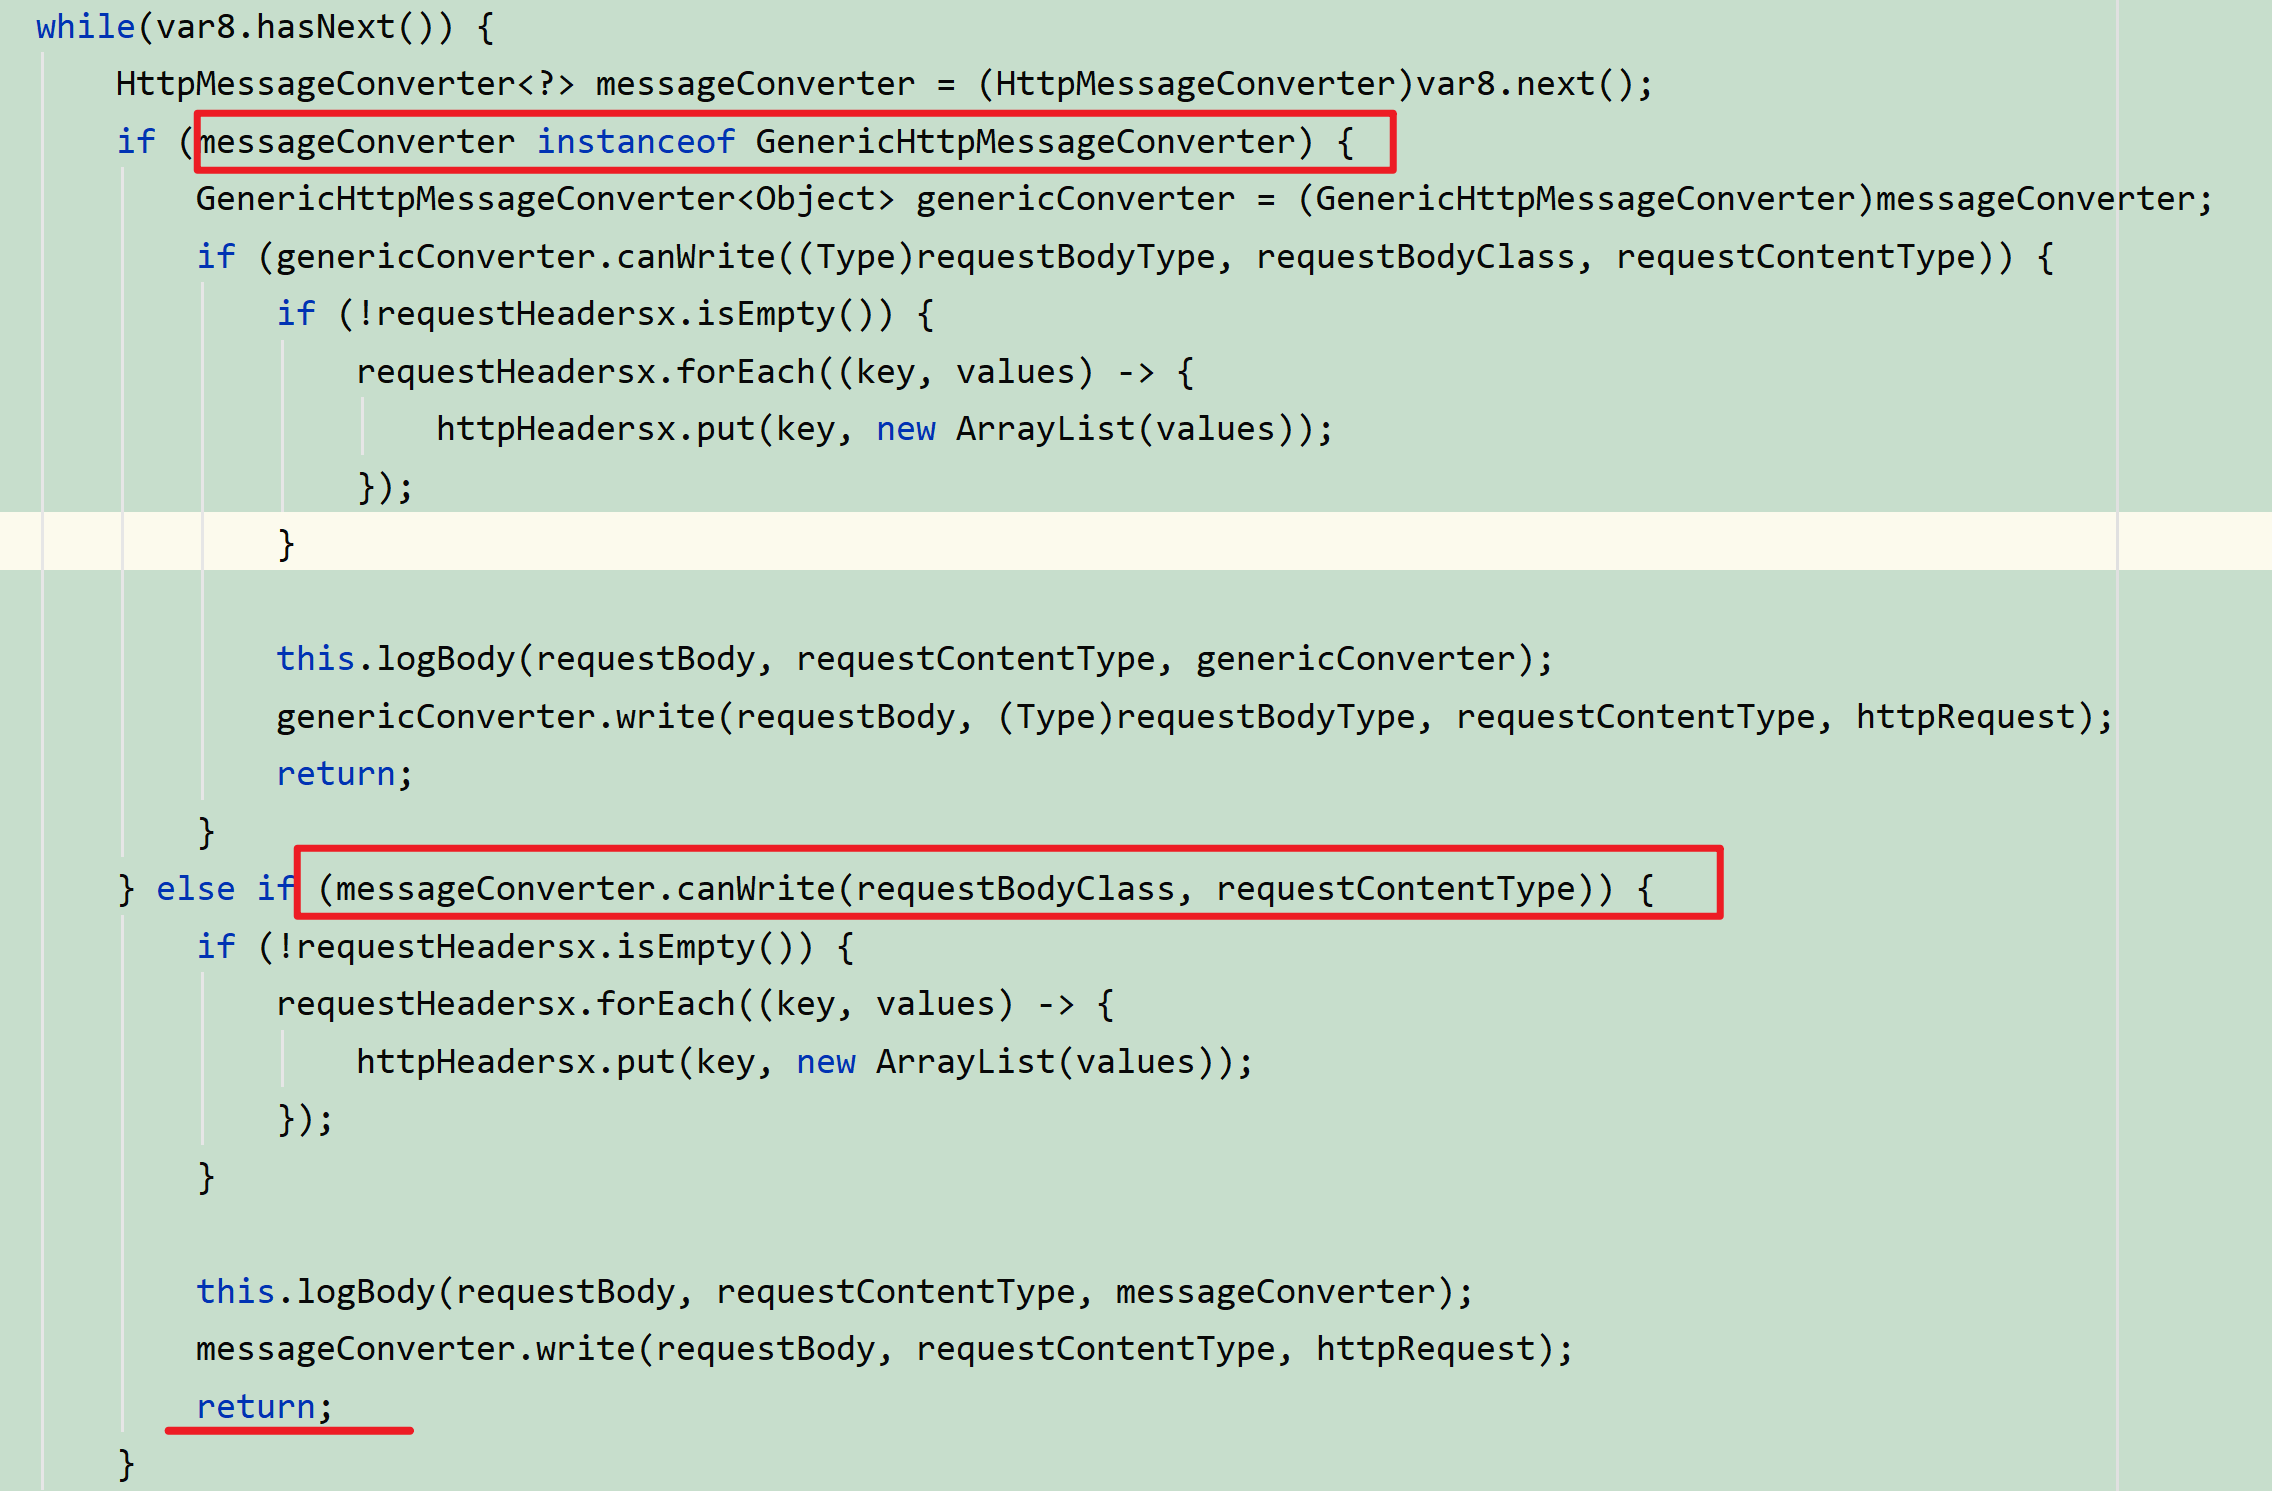 while(var8.hasNext()) {
HttpMessageConverter<?> messageConverter = (HttpMessageConverter)var8.next();
if (messageConverter instanceof GenericHttpMessageConverter) {
GenericHttpMessageConverter<Object> genericConverter = (GenericHttpMessageConverter)messageConverter;
if (genericConverter.canWrite((Type)requestBodyType, requestBodyClass, requestContentType)) {
if (!requestHeadersx.isEmpty()) {
requestHeadersx.forEach((key, values) -> {
httpHeadersx.put(key, new ArrayList(values));
});
}
this.logBody(requestBody, requestContentType, genericConverter);
genericConverter.write(requestBody, (Type)requestBodyType, requestContentType, httpRequest);
return;
}
} else if (messageConverter.canWrite(requestBodyClass, requestContentType)) {
if (!requestHeadersx.isEmpty()) {
requestHeadersx.forEach((key, values) -> {
httpHeadersx.put(key, new ArrayList(values));
});
}
this.logBody(requestBody, requestContentType, messageConverter);
messageConverter.write(requestBody, requestContentType, httpRequest);
return;
}